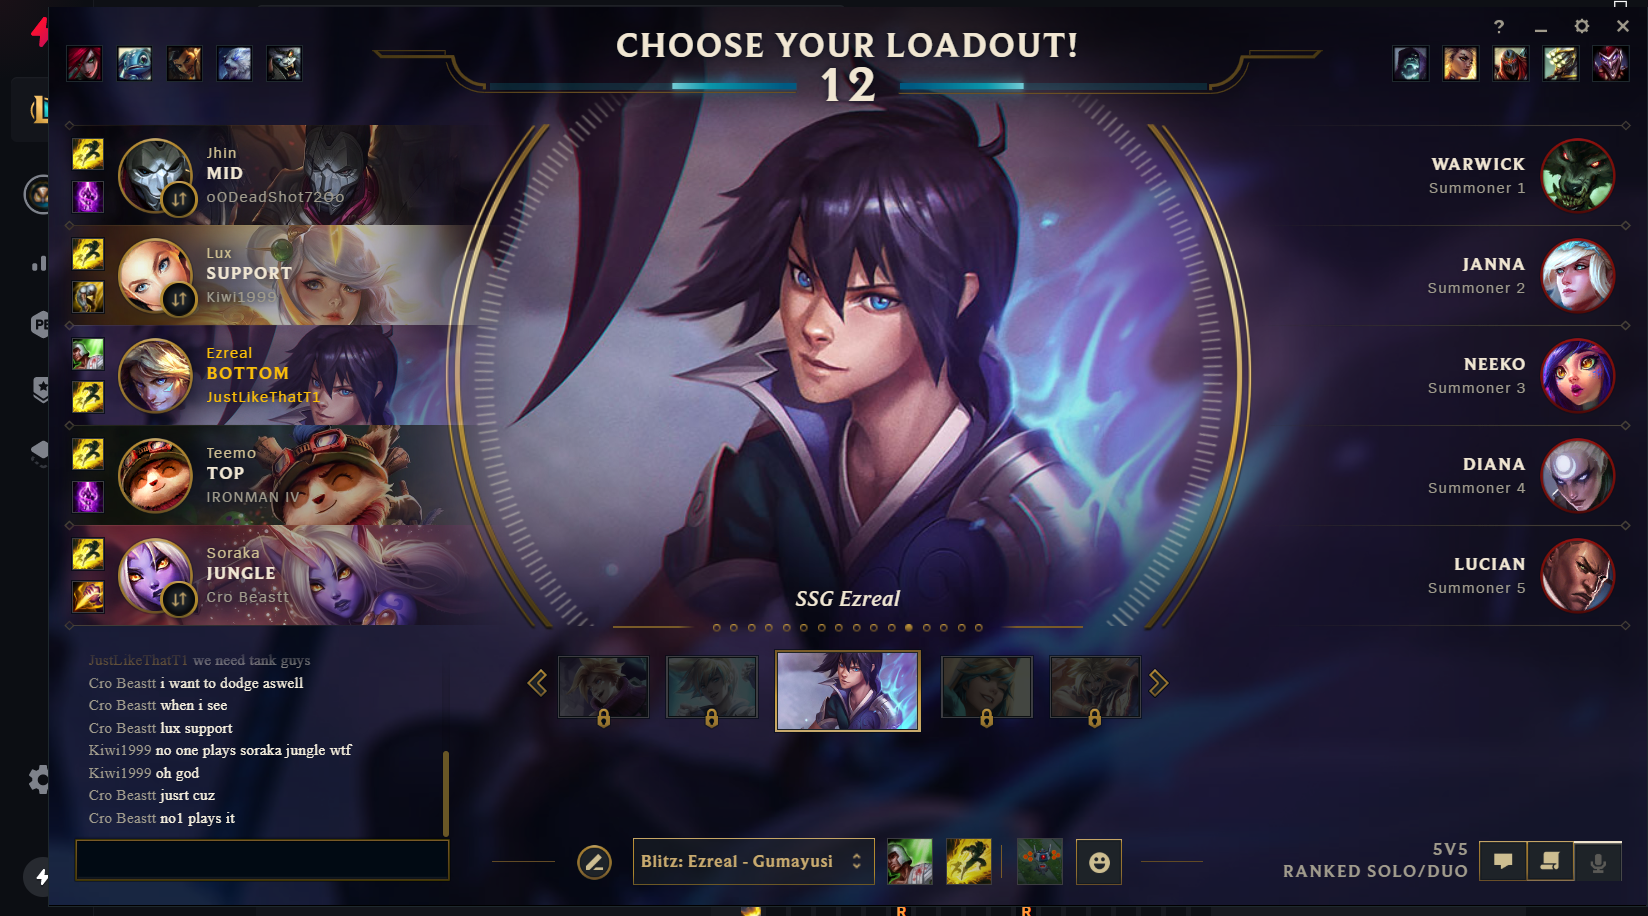 CHOOSE YOUR LOADOUT!
12
?
Jhin
MID
oODeadShot72Oo
Lux
SUPPORT
Kiwi1999
Ezreal
BOTTOM
JustLikeThatT1
Teemo
TOP
IRONMAN IV
Soraka
JUNGLE
Cro Beastt
WARWICK
Summoner 1
JANNA
Summoner 2
NEEKO
Summoner 3
DIANA
Summoner 4
LUCIAN
Summoner 5
SSG Ezreal
JustLikeThatT1 we need tank guys
Cro Beastt i want to dodge aswell
Cro Beastt when i see
Cro Beastt lux support
Kiwi1999 no one plays soraka jungle wtf
Kiwi1999 oh god
Cro Beastt jusrt cuz
Cro Beastt no1 plays it
Blitz: Ezreal - Gumayusi
5V5
RANKED SOLO/DUO
R R